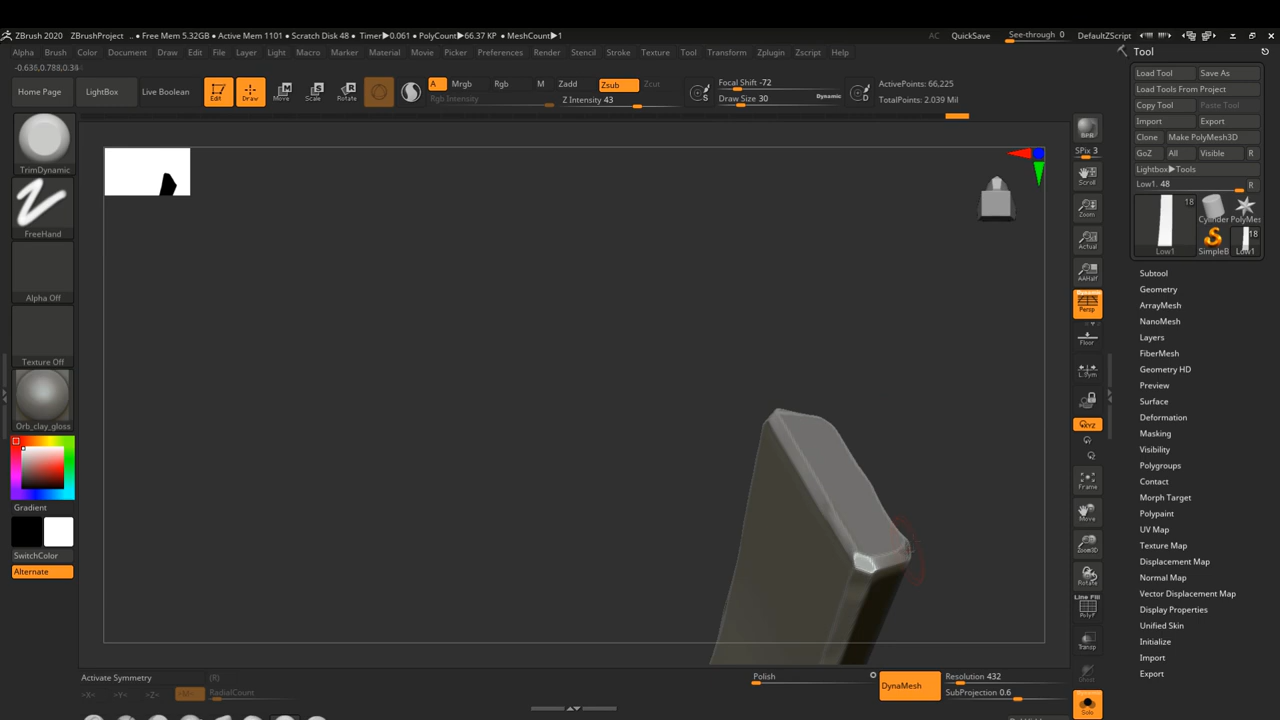 ZBrush 2020 ZBrushProject .. • Free Mem 5.32GB • Active Mem 1101 • Scratch Disk 48 • Timer▶0.061 • PolyCount▶66.37 KP • MeshCount▶1 AC QuickSave See-through 0 DefaultZScript
Alpha Brush Color Document Draw Edit File Layer Light Macro Marker Material Movie Picker Preferences Render Stencil Stroke Texture Tool Transform Zplugin Zscript Help
Tool
-0.636,0.788,0.34
Home Page LightBox Live Boolean Edit Draw Move Scale Rotate
A Mrgb Rgb M Zadd Zsub Zcut
Rgb Intensity Z Intensity 43
S Focal Shift -72
Draw Size 30 Dynamic D
ActivePoints: 66,225
TotalPoints: 2.039 Mil
Load Tool Save As
Load Tools From Project
Copy Tool Paste Tool
Import Export
Clone Make PolyMesh3D
GoZ All Visible R
Lightbox▶Tools
Low1. 48 R
18
Cylinder PolyMes
18
Low1 SimpleB Low1
Subtool
Geometry
ArrayMesh
NanoMesh
Layers
FiberMesh
Geometry HD
Preview
Surface
Deformation
Masking
Visibility
Polygroups
Contact
Morph Target
Polypaint
UV Map
Texture Map
Displacement Map
Normal Map
Vector Displacement Map
Display Properties
Unified Skin
Initialize
Import
Export
TrimDynamic
FreeHand
Alpha Off
Texture Off
Orb_clay_gloss
Gradient
SwitchColor
Alternate
BPR
SPix 3
Scroll
Zoom
Actual
AAHalf
Dynamic
Persp
Floor
L.Sym
XYZ
Y
Z
Frame
Move
Zoom3D
Rotate
Line Fill
PolyF
Transp
Ghost
Dynamic
Solo
Activate Symmetry (R)
>X< >Y< >Z< >M< RadialCount
Polish
DynaMesh
Resolution 432
SubProjection 0.6